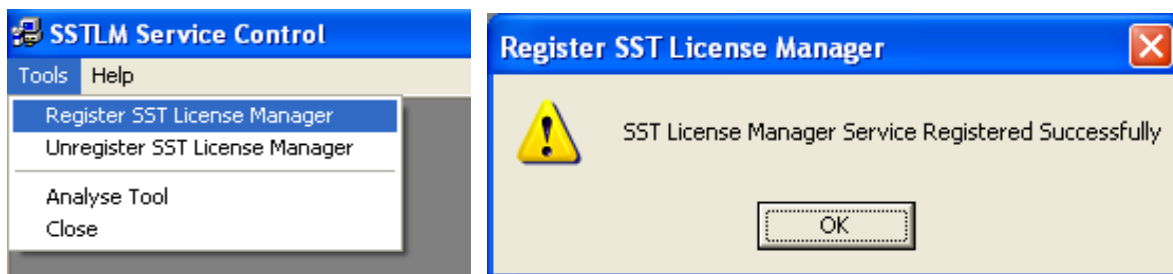 SSTLM Service Control
Tools Help
Register SST License Manager
Unregister SST License Manager
Analyse Tool
Close
Register SST License Manager
SST License Manager Service Registered Successfully
OK